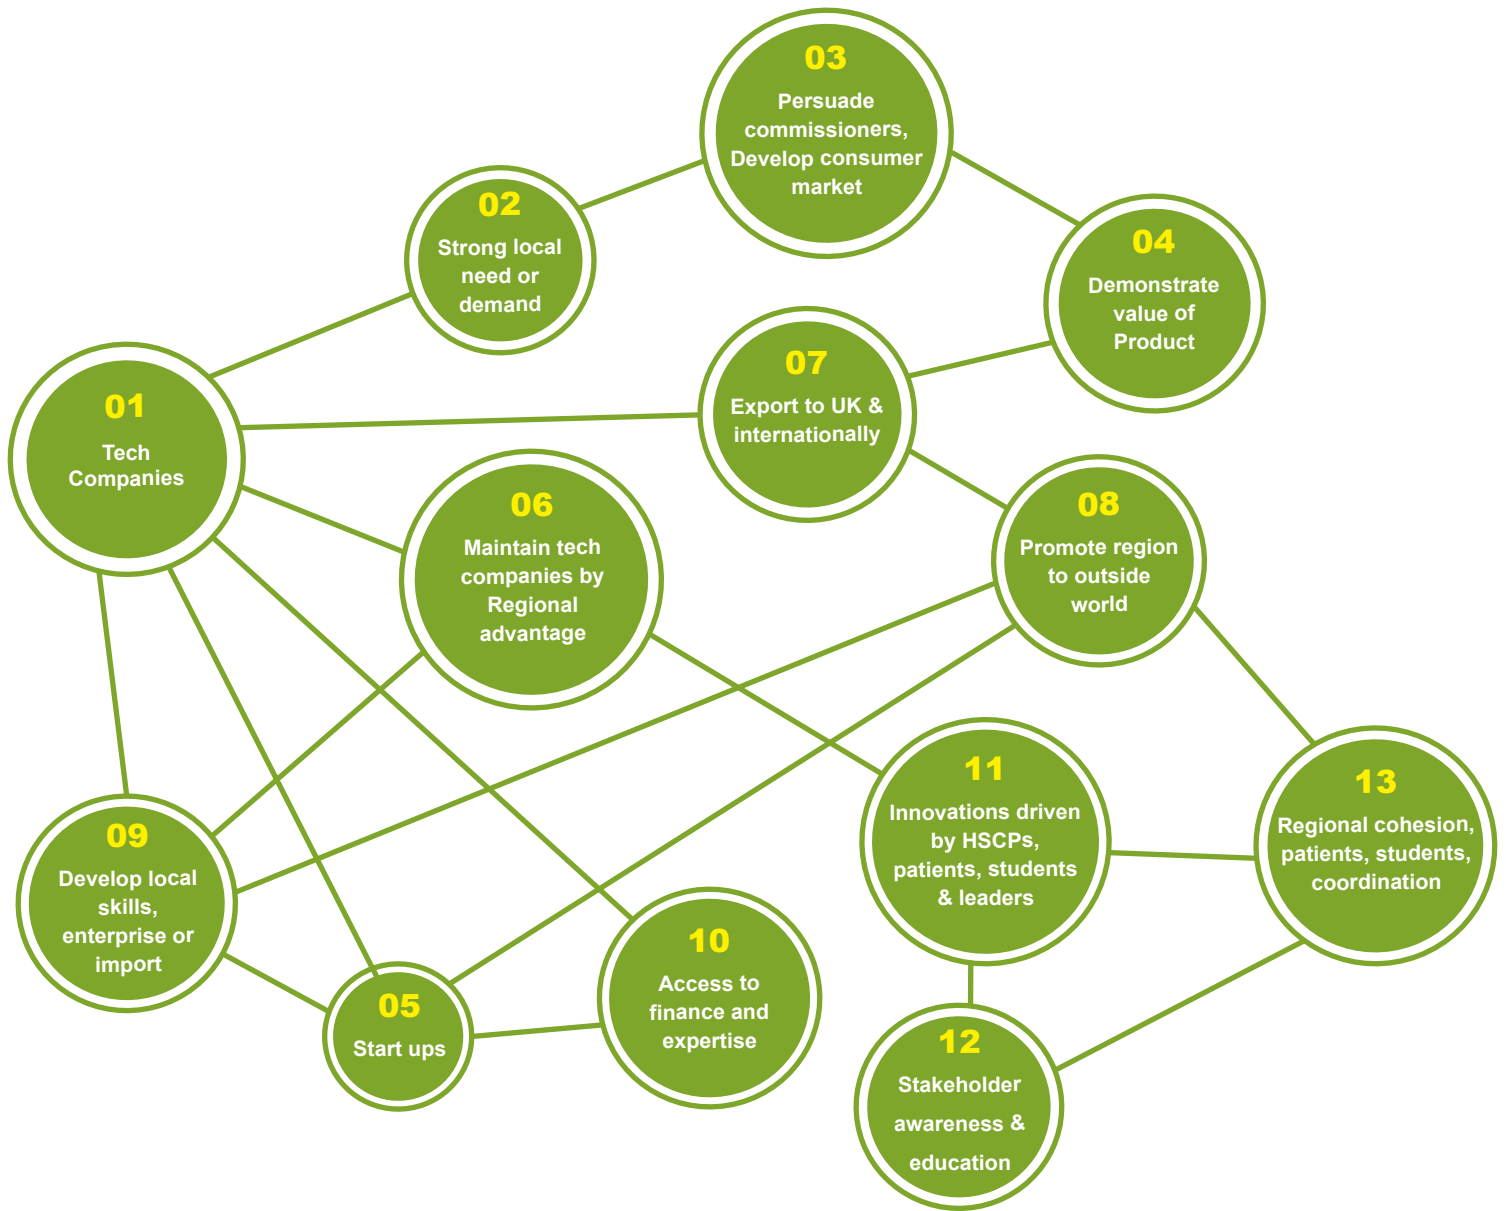 01
Tech
Companies
02
Strong local
need or
demand
03
Persuade
commissioners,
Develop consumer
market
04
Demonstrate
value of
Product
05
Start ups
06
Maintain tech
companies by
Regional
advantage
07
Export to UK &
internationally
08
Promote region
to outside
world
09
Develop local
skills,
enterprise or
import
10
Access to
finance and
expertise
11
Innovations driven
by HSCPs,
patients, students
& leaders
12
Stakeholder
awareness &
education
13
Regional cohesion,
patients, students,
coordination